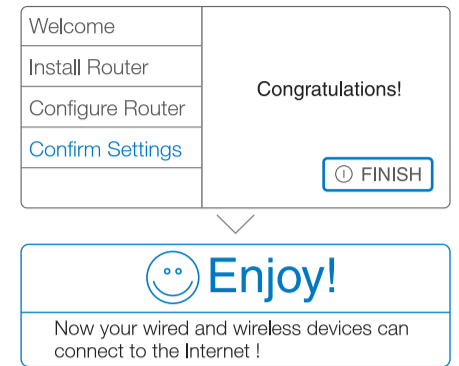 Welcome
Install Router
Configure Router
Confirm Settings
Congratulations!
FINISH
Enjoy!
Now your wired and wireless devices can
connect to the Internet !